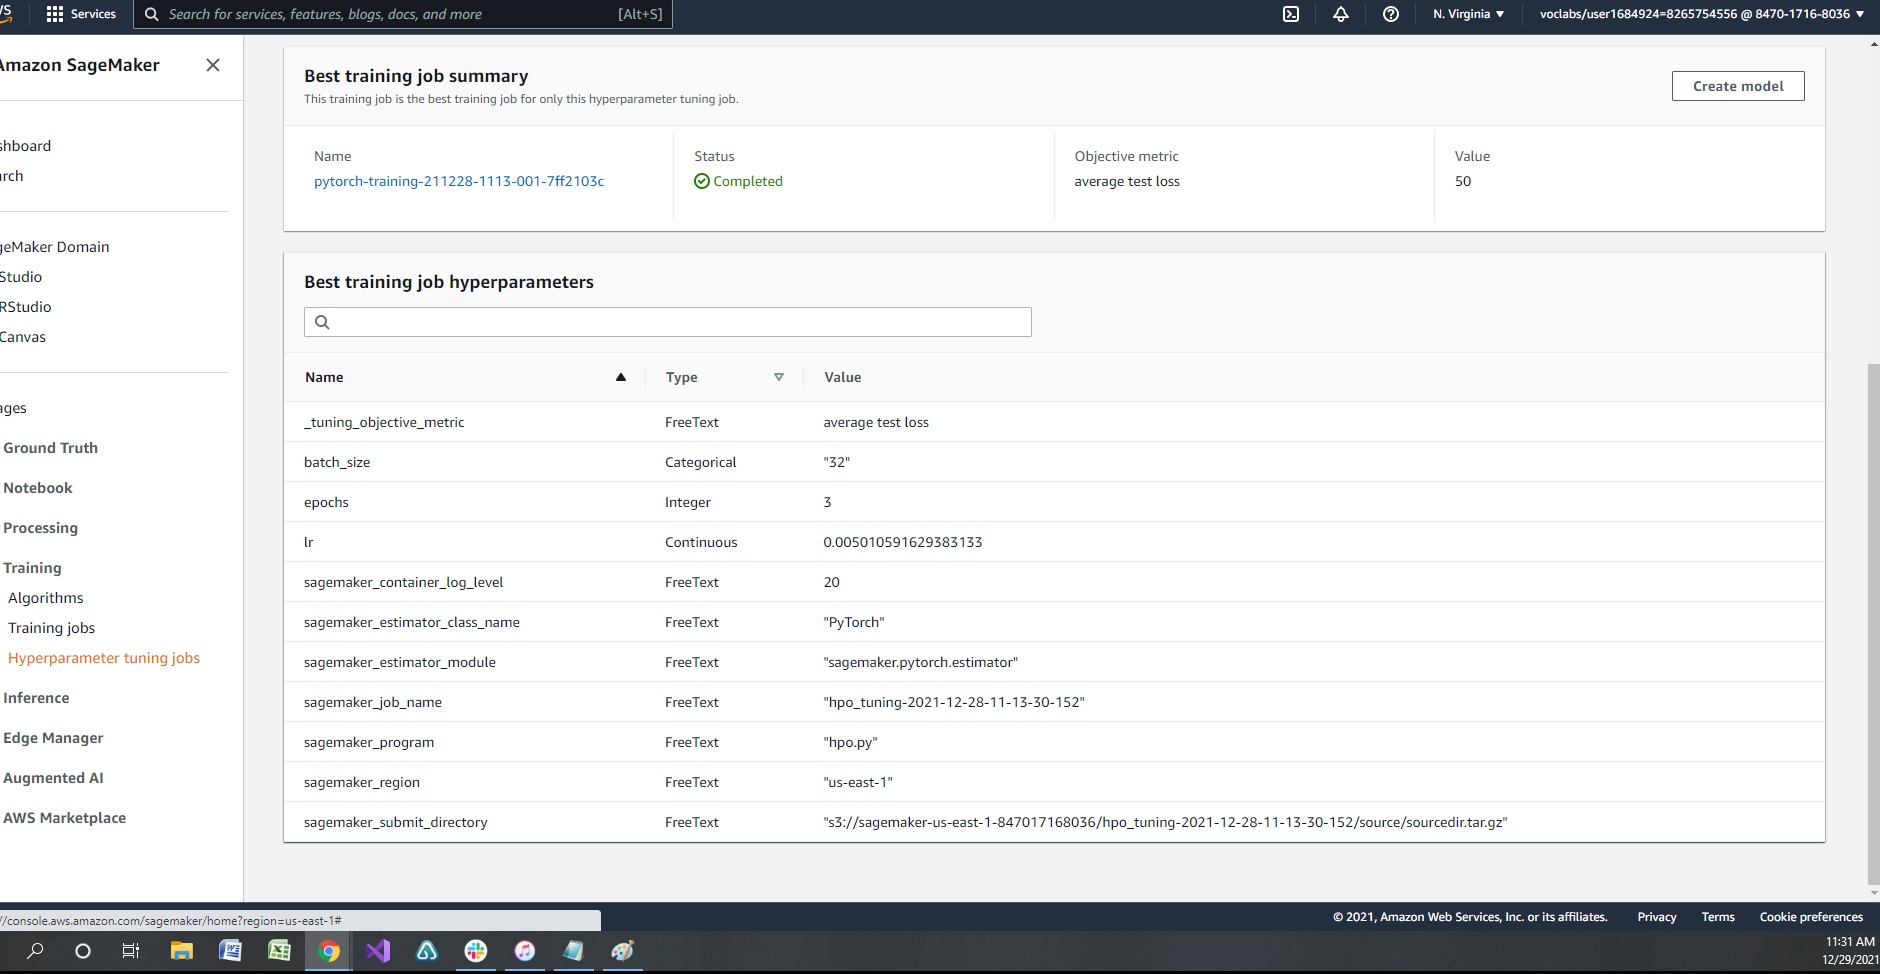 Services
Search for services, features, blogs, docs, and more [Alt+S]
N. Virginia
voclabs/user1684924=8265754556 @ 8470-1716-8036
Amazon SageMaker
shboard
rch
geMaker Domain
Studio
RStudio
Canvas
ages
Ground Truth
Notebook
Processing
Training
Algorithms
Training jobs
Hyperparameter tuning jobs
Inference
Edge Manager
Augmented AI
AWS Marketplace
Best training job summary
This training job is the best training job for only this hyperparameter tuning job.
Create model
Name Status Objective metric Value
pytorch-training-211228-1113-001-7ff2103c Completed average test loss 50
Best training job hyperparameters
Name Type Value
_tuning_objective_metric FreeText average test loss
batch_size Categorical "32"
epochs Integer 3
lr Continuous 0.005010591629383133
sagemaker_container_log_level FreeText 20
sagemaker_estimator_class_name FreeText "PyTorch"
sagemaker_estimator_module FreeText "sagemaker.pytorch.estimator"
sagemaker_job_name FreeText "hpo_tuning-2021-12-28-11-13-30-152"
sagemaker_program FreeText "hpo.py"
sagemaker_region FreeText "us-east-1"
sagemaker_submit_directory FreeText "s3://sagemaker-us-east-1-847017168036/hpo_tuning-2021-12-28-11-13-30-152/source/sourcedir.tar.gz"
//console.aws.amazon.com/sagemaker/home?region=us-east-1#
© 2021, Amazon Web Services, Inc. or its affiliates. Privacy Terms Cookie preferences
11:31 AM
12/29/2021